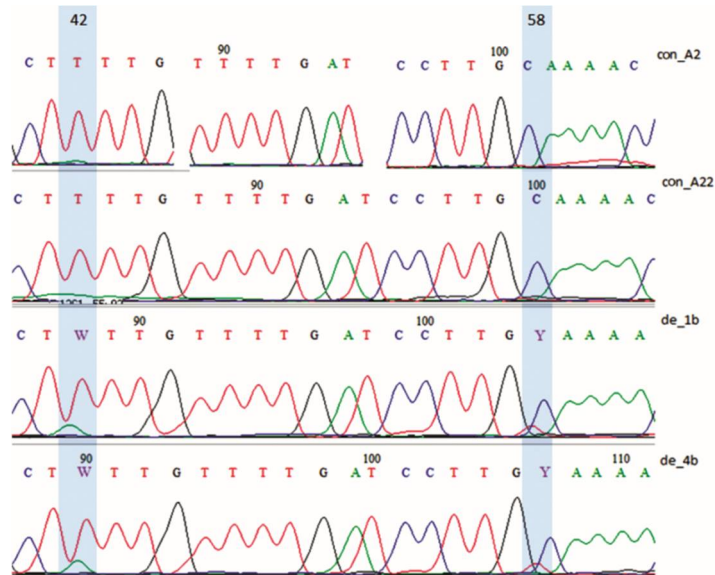 42 58
90 100
C T T T T G T T T T G A T C C T T G C A A A A C con_A2
con_A22
90 100
C T T T T G T T T T G A T C C T T G C A A A A C
de_1b
90 100
C T W T T G T T T T G A T C C T T G Y A A A A
de_4b
90 100 110
C T W T T G T T T T G A T C C T T G Y A A A A